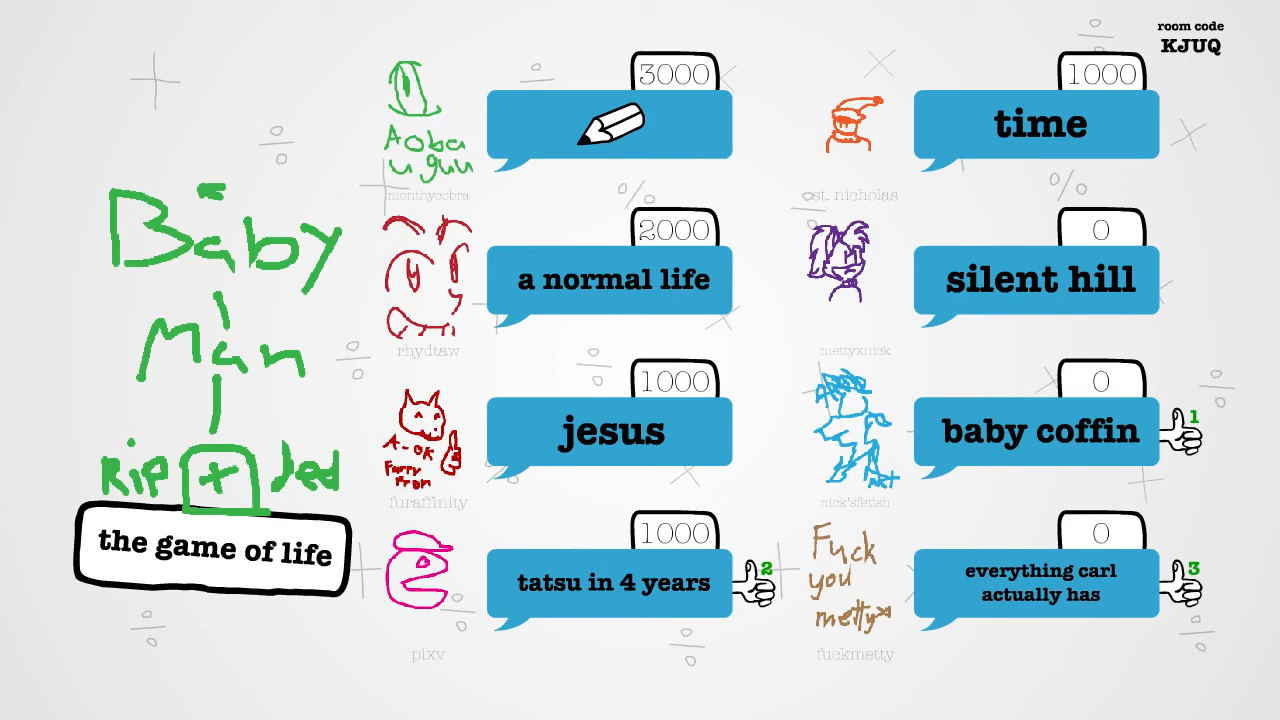 room code
KJUQ
Baby
Man
Rip + ded
the game of life
3000
Aoba
monthycobra
2000
a normal life
rhydtaw
1000
jesus
A-OK
Furry
Fron
furaffinity
1000
tatsu in 4 years
2
pixv
1000
time
st. nicholas
0
silent hill
mettyxnick
0
baby coffin
1
nick'sfetish
0
everything carl
actually has
3
Fuck
you
metty
fuckmetty